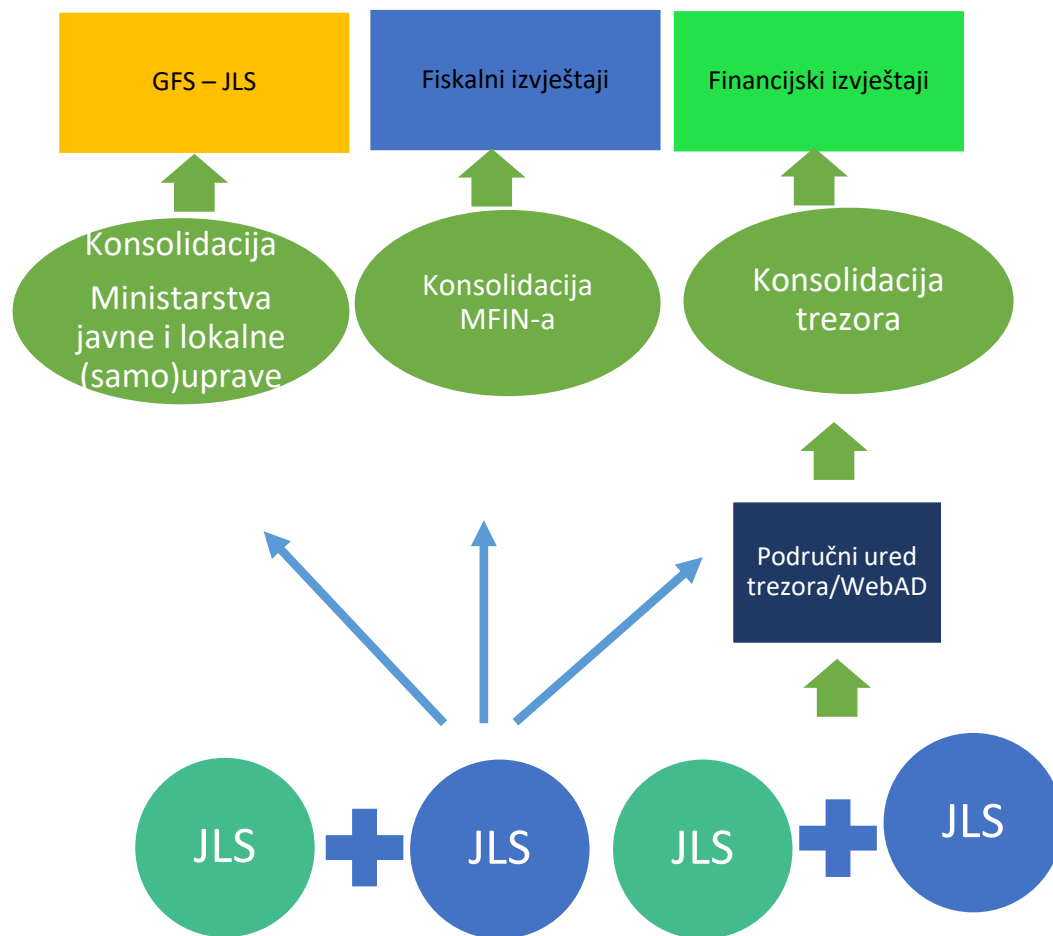 GFS – JLS
Fiskalni izvještaji
Financijski izvještaji
Konsolidacija
Ministarstva
javne i lokalne
(samo)uprave
Konsolidacija
MFIN-a
Konsolidacija
trezora
Područni ured
trezora/WebAD
JLS
JLS
JLS
JLS